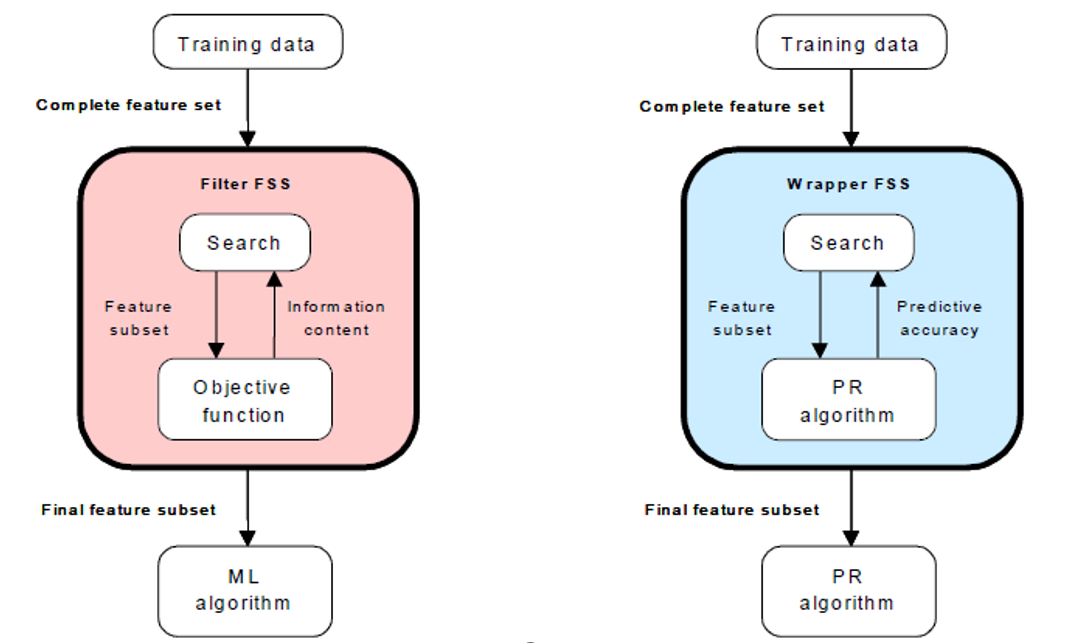 Training data
Complete feature set
Filter FSS
Search
Feature
subset
Information
content
Objective
function
Final feature subset
ML
algorithm
Training data
Complete feature set
Wrapper FSS
Search
Feature
subset
Predictive
accuracy
PR
algorithm
Final feature subset
PR
algorithm